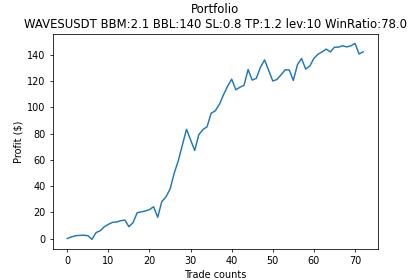 Portfolio
WAVESUSDT BBM:2.1 BBL:140 SL:0.8 TP:1.2 lev:10 WinRatio:78.0
140
120
100
80
60
40
20
0
Profit ($)
0 10 20 30 40 50 60 70
Trade counts